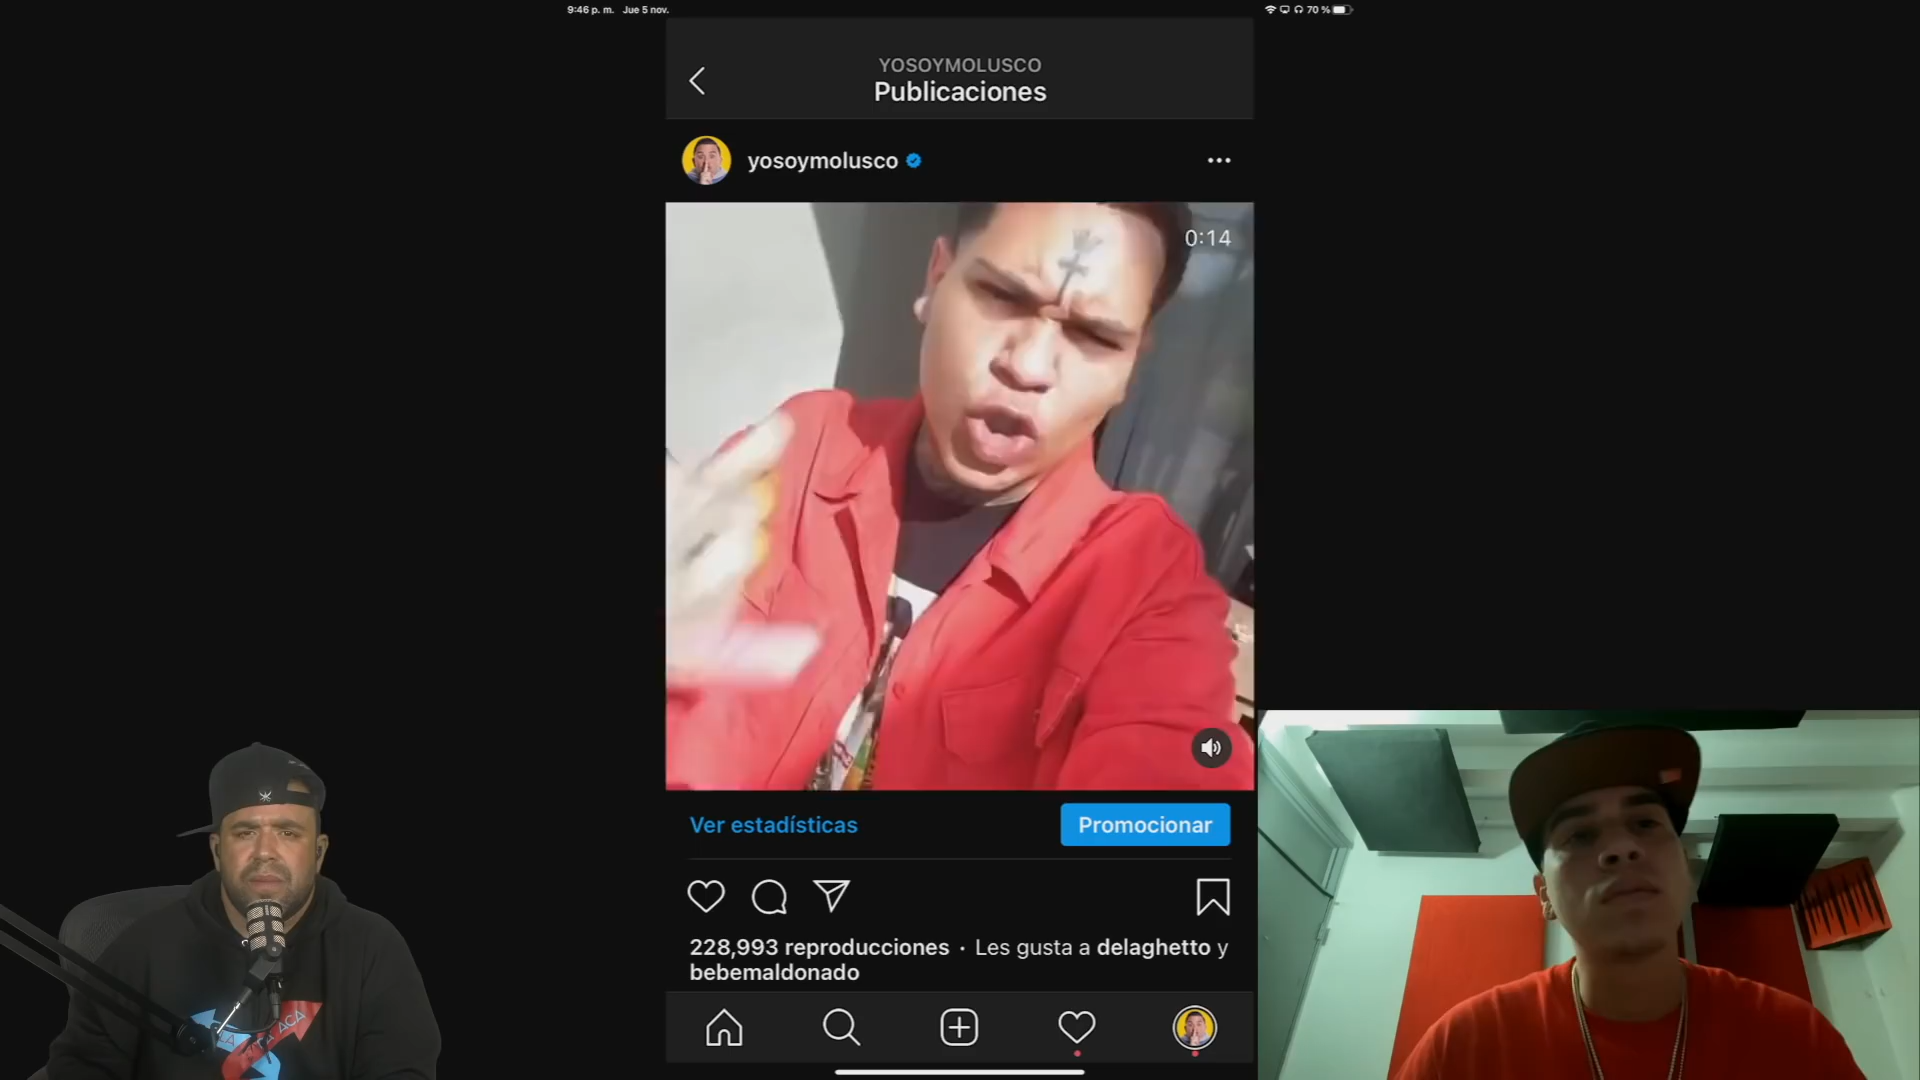 9:46 p. m. Jue 5 nov.
70 %
YOSOYMOLUSCO
Publicaciones
yosoymolusco
0:14
Ver estadísticas
Promocionar
228,993 reproducciones · Les gusta a delaghetto y
bebemaldonado
ACA